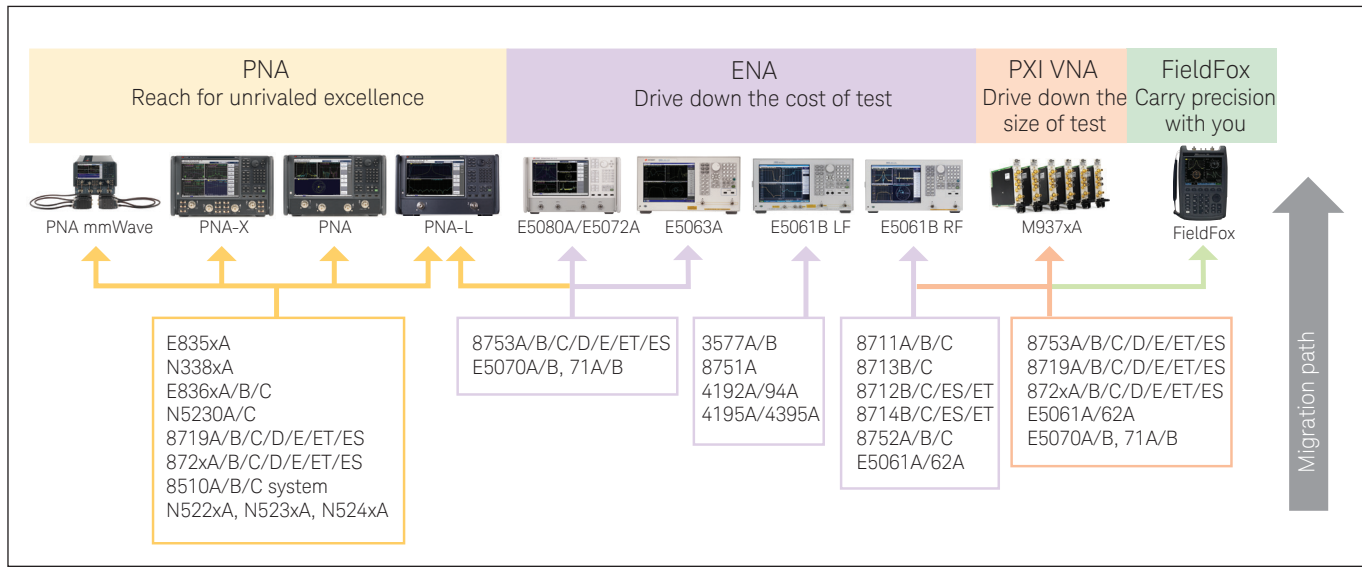 PNA
Reach for unrivaled excellence
ENA
Drive down the cost of test
PXI VNA
Drive down the
size of test
FieldFox
Carry precision
with you
PNA mmWave
PNA-X
PNA
PNA-L
E5080A/E5072A
E5063A
E5061B LF
E5061B RF
M937xA
FieldFox
E835xA
N338xA
E836xA/B/C
N5230A/C
8719A/B/C/D/E/ET/ES
872xA/B/C/D/E/ET/ES
8510A/B/C system
N522xA, N523xA, N524xA
8753A/B/C/D/E/ET/ES
E5070A/B, 71A/B
3577A/B
8751A
4192A/94A
4195A/4395A
8711A/B/C
8713B/C
8712B/C/ES/ET
8714B/C/ES/ET
8752A/B/C
E5061A/62A
8753A/B/C/D/E/ET/ES
8719A/B/C/D/E/ET/ES
872xA/B/C/D/E/ET/ES
E5061A/62A
E5070A/B, 71A/B
Migration path